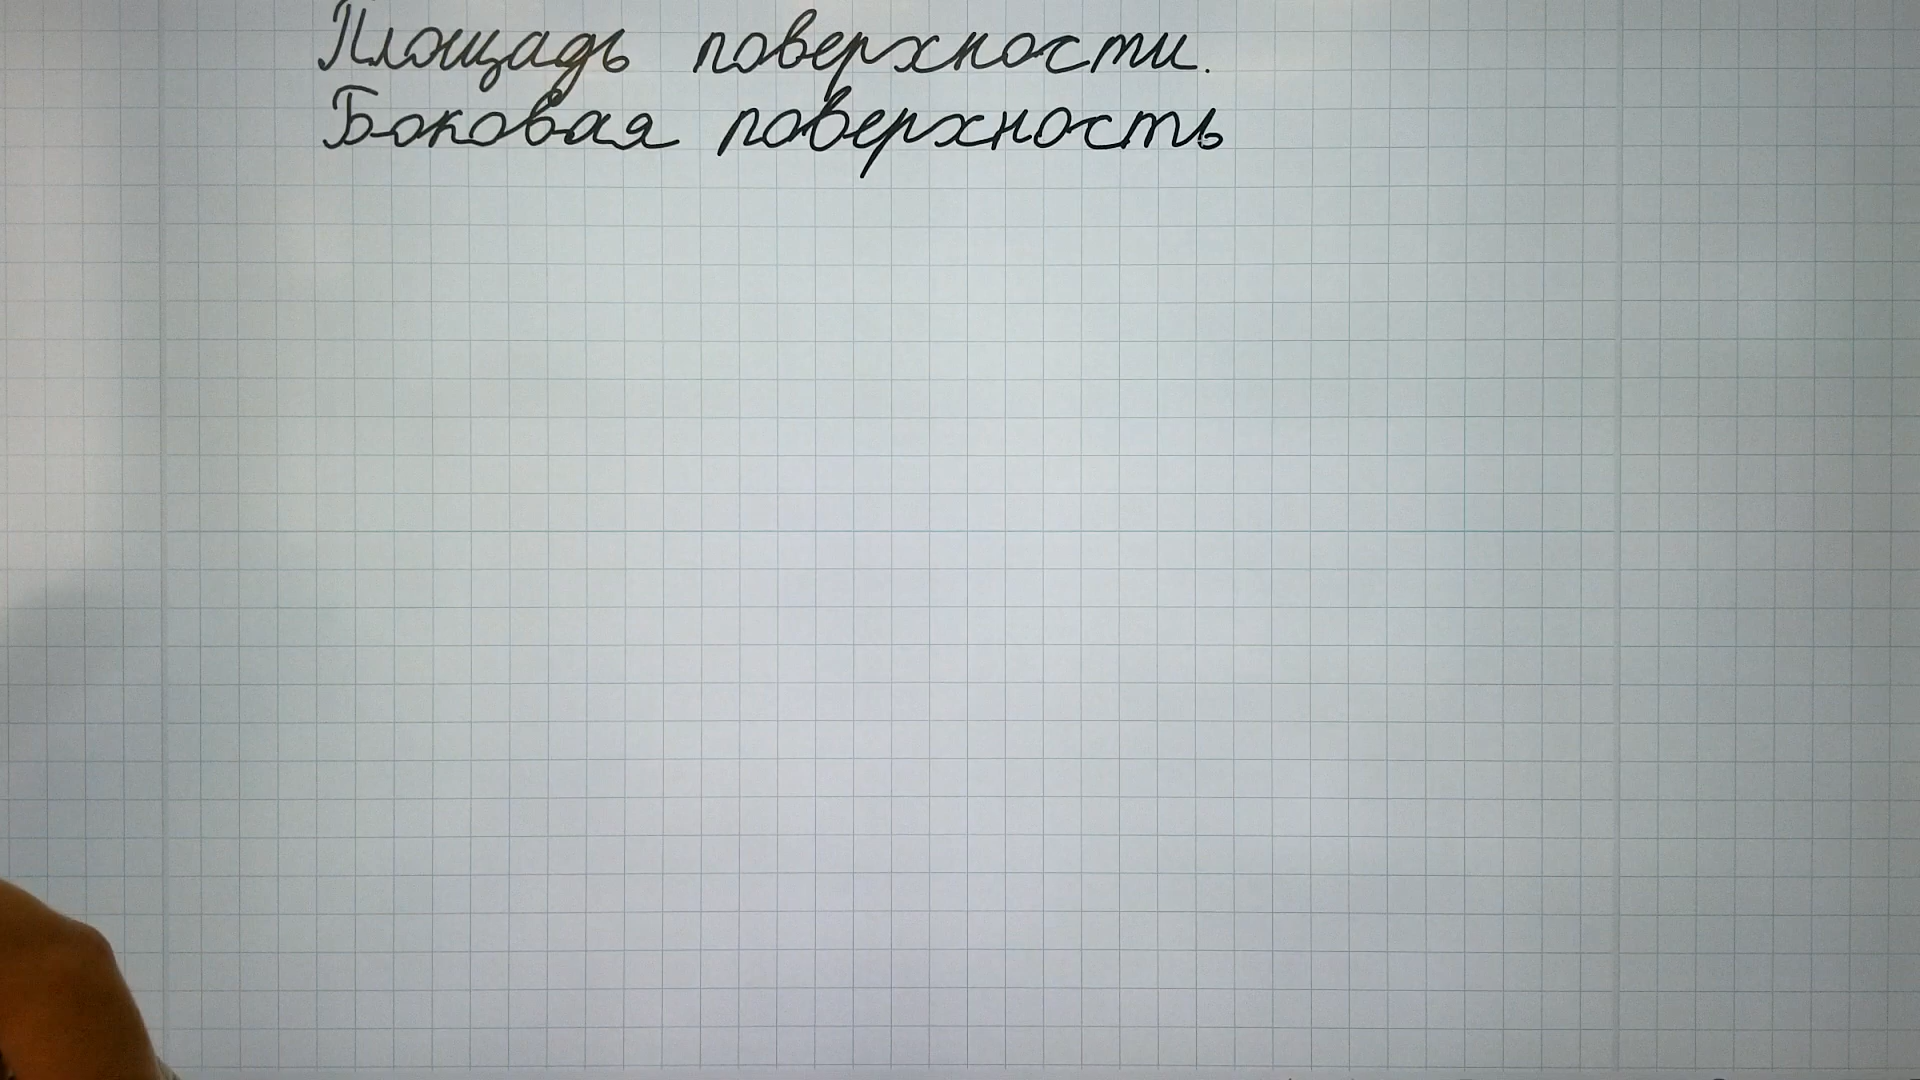 Площадь поверхности.
Боковая поверхность